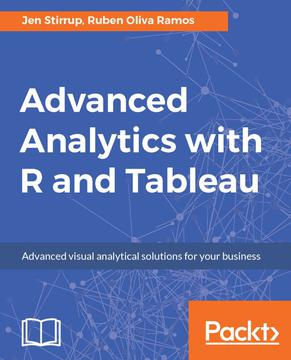 Jen Stirrup, Ruben Oliva Ramos
Advanced
Analytics with
R and Tableau
Advanced visual analytical solutions for your business
Packt>